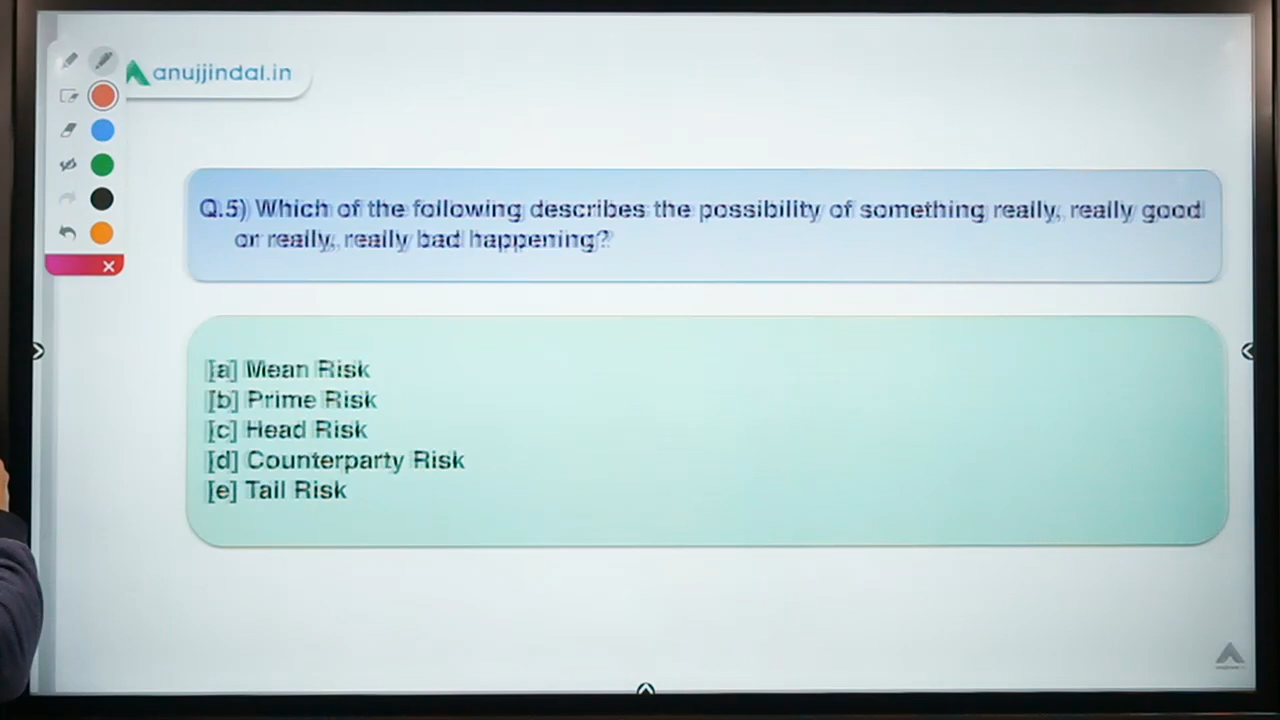 anujjindal.in
Q.5) Which of the following describes the possibility of something really, really good
or really, really bad happening?
[a] Mean Risk
[b] Prime Risk
[c] Head Risk
[d] Counterparty Risk
[e] Tail Risk